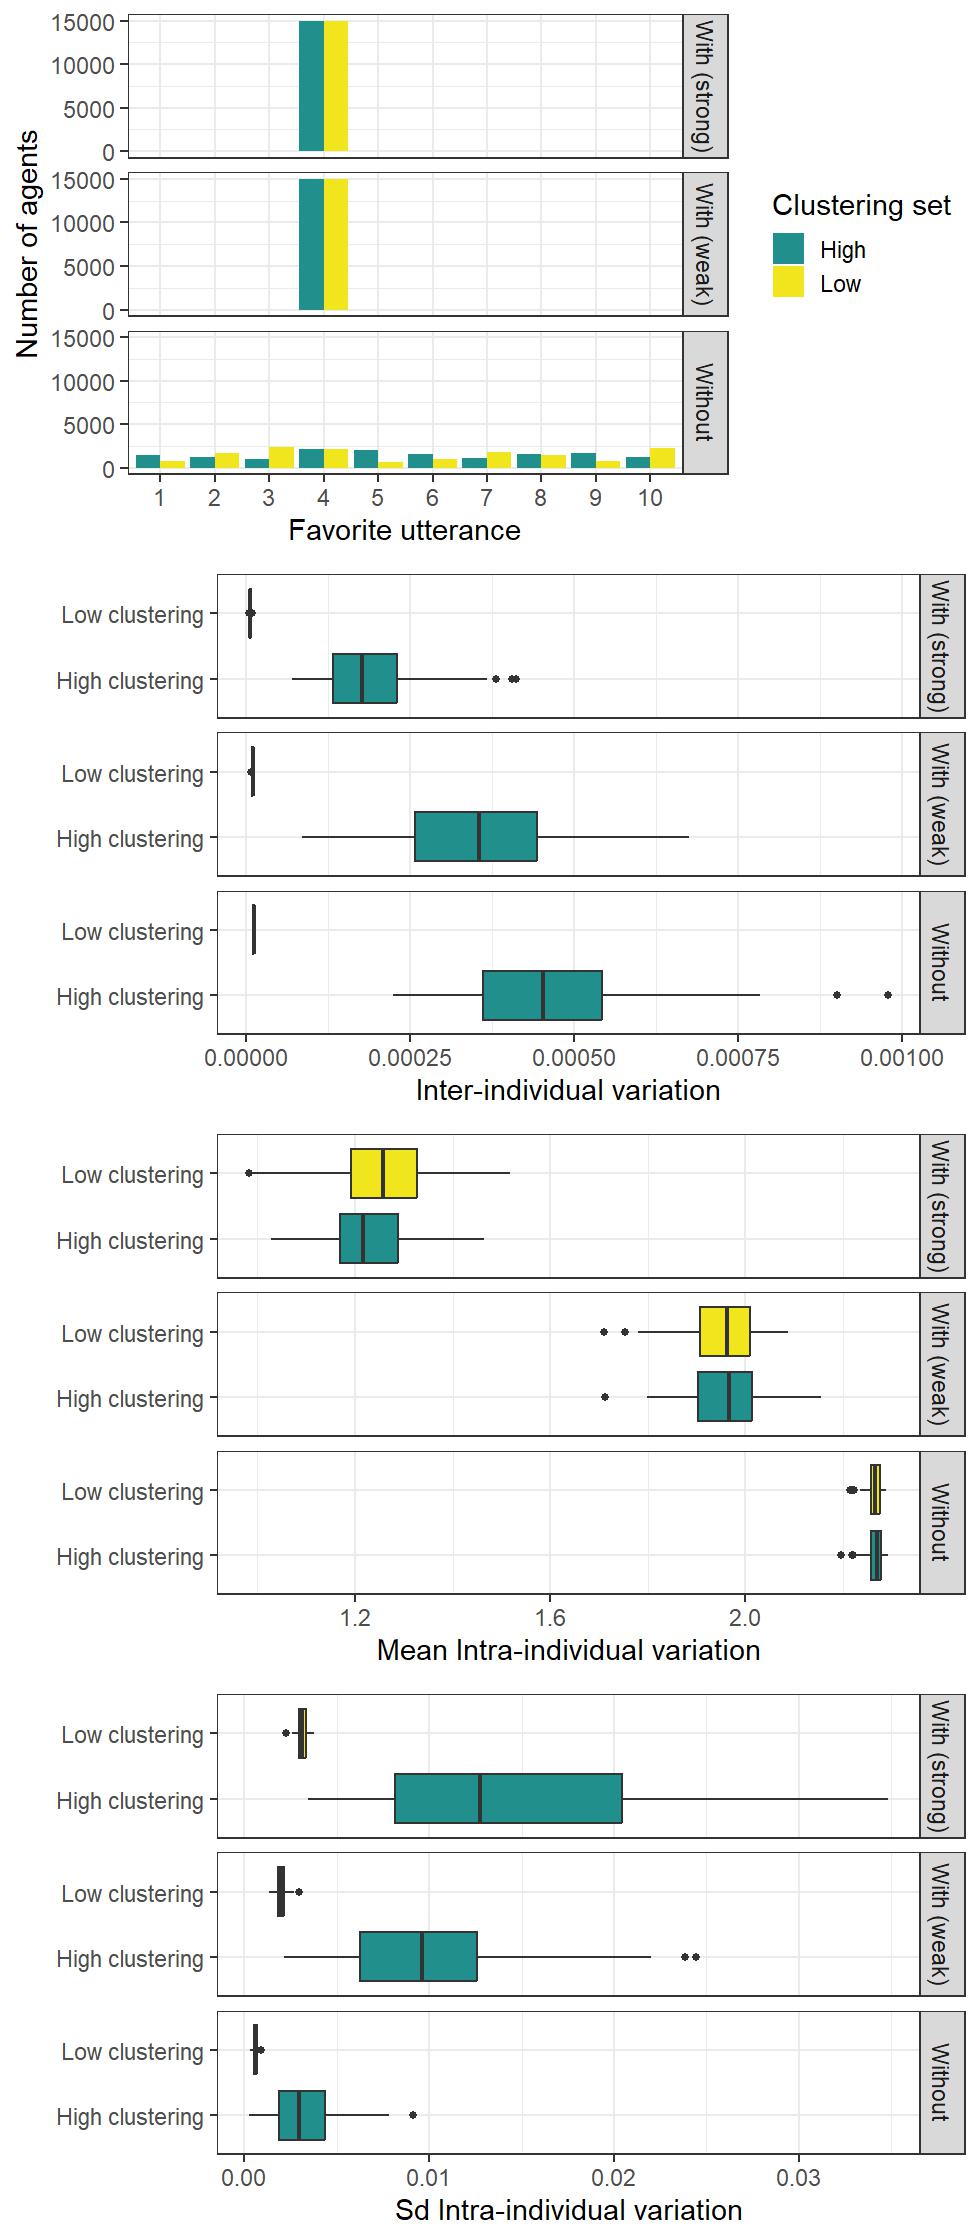 Number of agents
15000
10000
5000
0
With (strong)
15000
10000
5000
0
With (weak)
15000
10000
5000
0
Without
1 2 3 4 5 6 7 8 9 10
Favorite utterance
Clustering set
High
Low
Low clustering
High clustering
With (strong)
Low clustering
High clustering
With (weak)
Low clustering
High clustering
Without
0.00000 0.00025 0.00050 0.00075 0.00100
Inter-individual variation
Low clustering
High clustering
With (strong)
Low clustering
High clustering
With (weak)
Low clustering
High clustering
Without
1.2 1.6 2.0
Mean Intra-individual variation
Low clustering
High clustering
With (strong)
Low clustering
High clustering
With (weak)
Low clustering
High clustering
Without
0.00 0.01 0.02 0.03
Sd Intra-individual variation